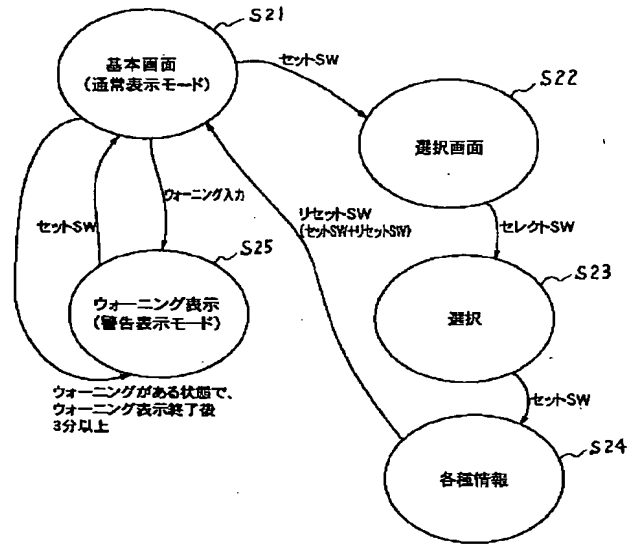 S21
基本画面
(通常表示モード)
セットSW
S22
選択画面
セットSW
ウォーニング入力
リセットSW
(セットSW+リセットSW)
セレクトSW
S25
ウォーニング表示
(警告表示モード)
S23
選択
ウォーニングがある状態で、
ウォーニング表示終了後
3分以上
セットSW
S24
各種情報